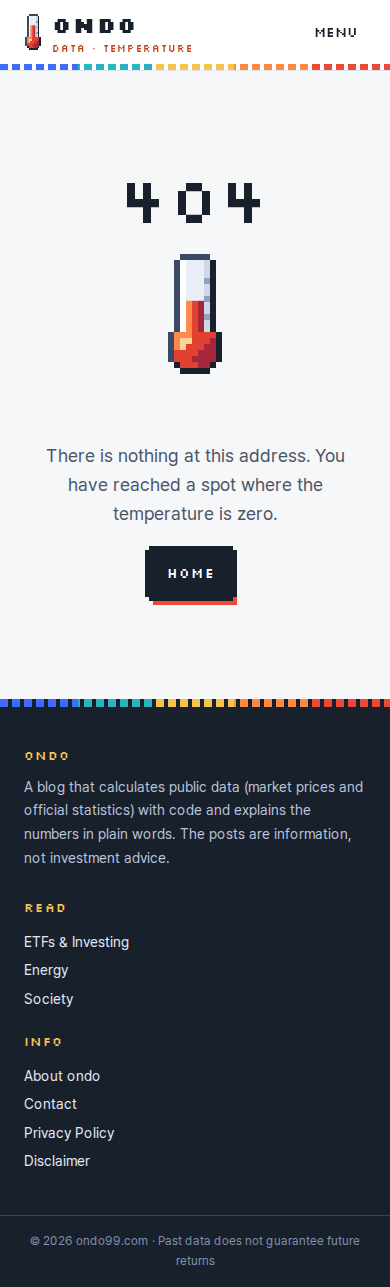 ONDO
DATA · TEMPERATURE
MENU
404
There is nothing at this address. You
have reached a spot where the
temperature is zero.
HOME
ONDO
A blog that calculates public data (market prices and
official statistics) with code and explains the
numbers in plain words. The posts are information,
not investment advice.
READ
ETFs & Investing
Energy
Society
INFO
About ondo
Contact
Privacy Policy
Disclaimer
© 2026 ondo99.com · Past data does not guarantee future
returns